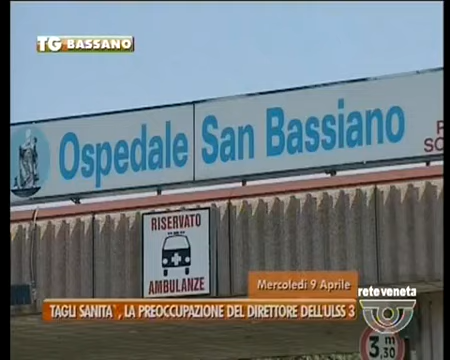 TG BASSANO
Ospedale San Bassiano
RISERVATO
AMBULANZE
Mercoledì 9 Aprile
TAGLI SANITA`, LA PREOCCUPAZIONE DEL DIRETTORE DELL'ULSS 3
reteveneta
3 m
3,30